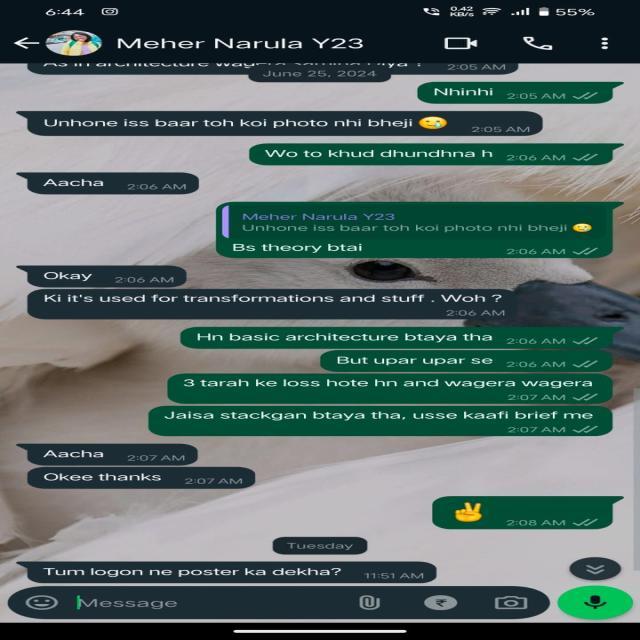 6:44 0.42 KB/s 55%
Meher Narula Y23
2:05 AM
June 25, 2024
Nhinhi 2:05 AM
Unhone iss baar toh koi photo nhi bheji 😢 2:05 AM
Wo to khud dhundhna h 2:06 AM
Aacha 2:06 AM
Meher Narula Y23
Unhone iss baar toh koi photo nhi bheji 😢
Bs theory btai 2:06 AM
Okay 2:06 AM
Ki it's used for transformations and stuff . Woh ?
2:06 AM
Hn basic architecture btaya tha 2:06 AM
But upar upar se 2:06 AM
3 tarah ke loss hote hn and wagera wagera
2:07 AM
Jaisa stackgan btaya tha, usse kaafi brief me
2:07 AM
Aacha 2:07 AM
Okee thanks 2:07 AM
✌️ 2:08 AM
Tuesday
Tum logon ne poster ka dekha? 11:51 AM
Message